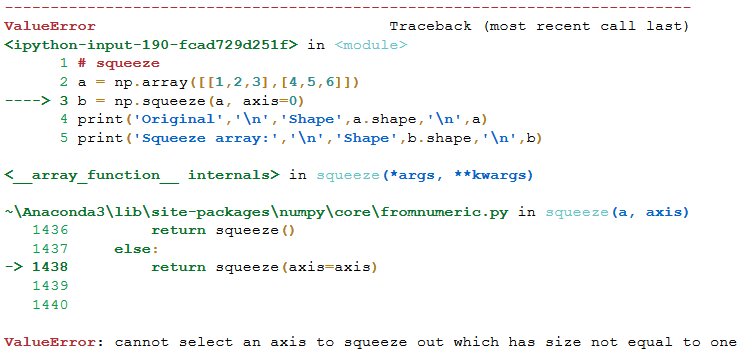 ---------------------------------------------------------------------------
ValueError                                Traceback (most recent call last)
<ipython-input-190-fcad729d251f> in <module>
      1 # squeeze
      2 a = np.array([[1,2,3],[4,5,6]])
----> 3 b = np.squeeze(a, axis=0)
      4 print('Original','\n','Shape',a.shape,'\n',a)
      5 print('Squeeze array:','\n','Shape',b.shape,'\n',b)
<__array_function__ internals> in squeeze(*args, **kwargs)
~\Anaconda3\lib\site-packages\numpy\core\fromnumeric.py in squeeze(a, axis)
   1436         return squeeze()
   1437     else:
-> 1438         return squeeze(axis=axis)
   1439
   1440
ValueError: cannot select an axis to squeeze out which has size not equal to one